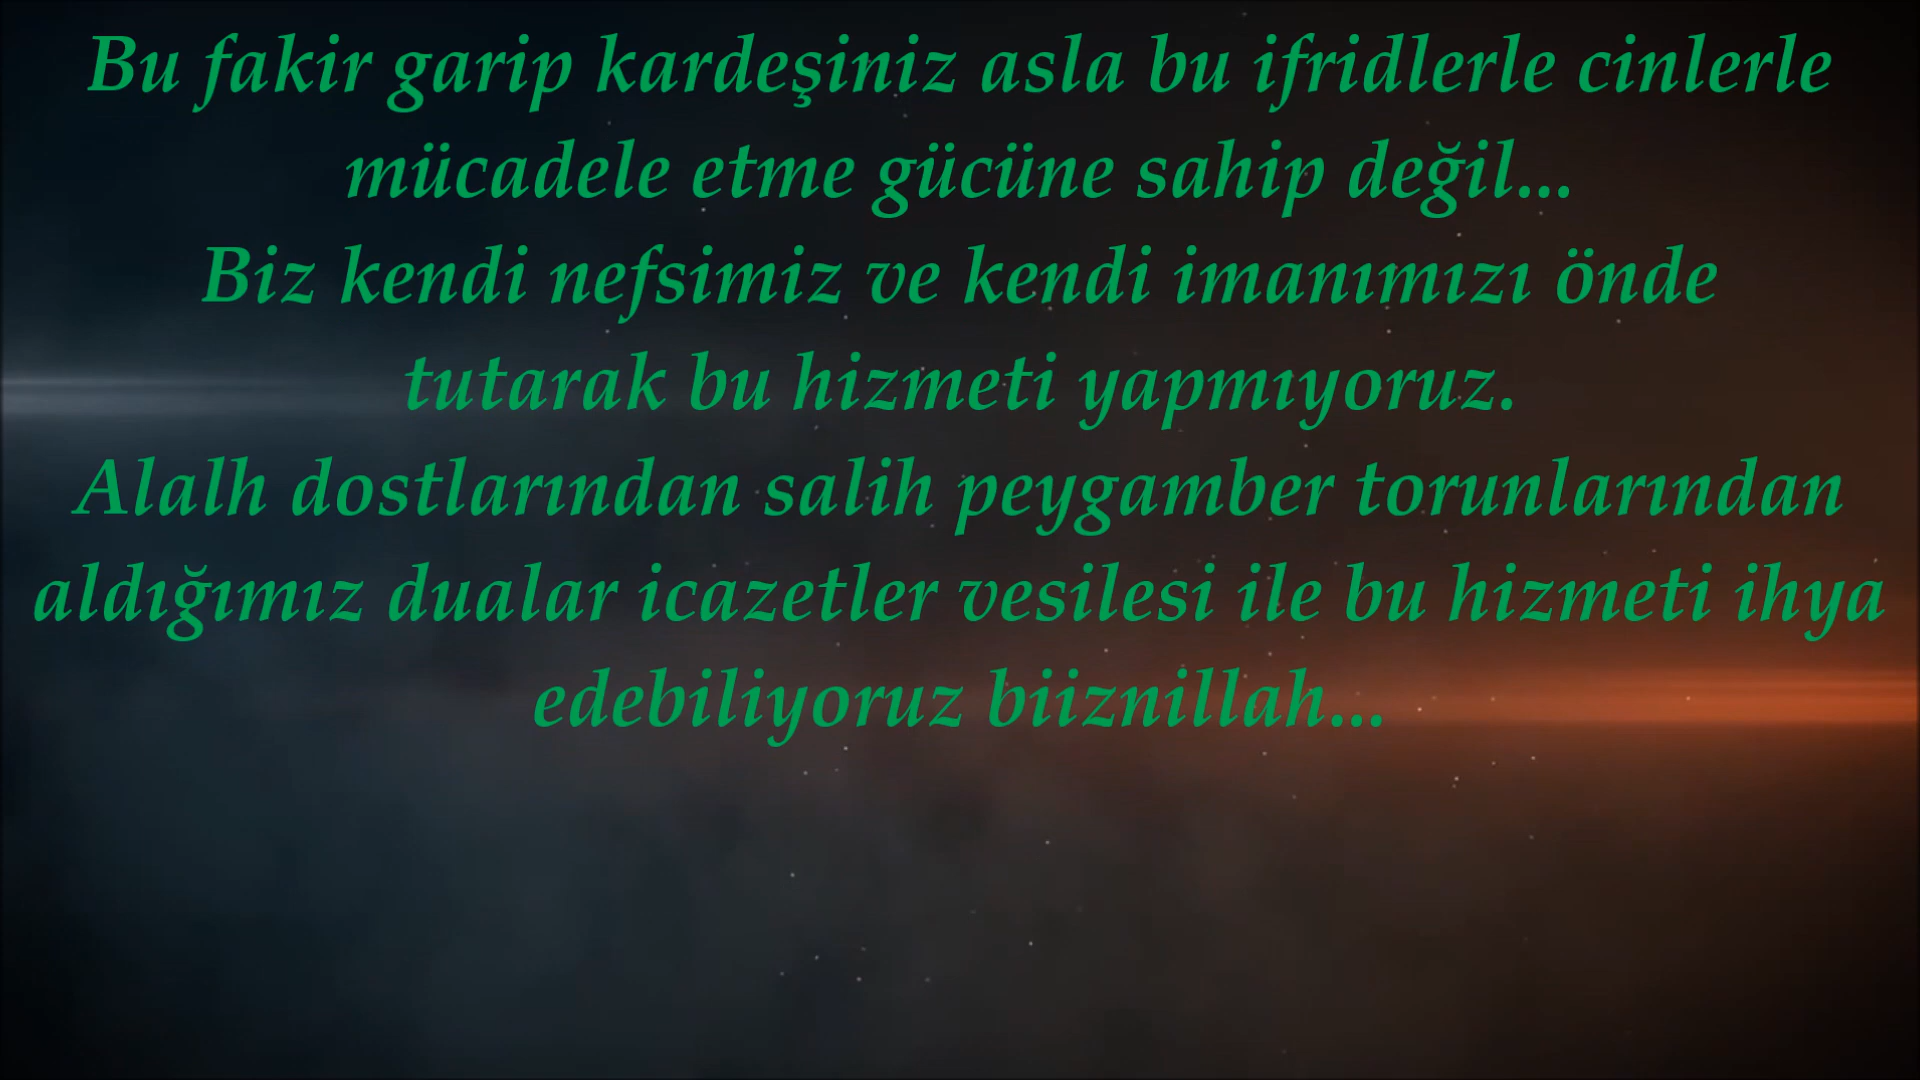 Bu fakir garip kardeşiniz asla bu ifridlerle cinlerle
mücadele etme gücüne sahip değil...
Biz kendi nefsimiz ve kendi imanımızı önde
tutarak bu hizmeti yapmıyoruz.
Alalh dostlarından salih peygamber torunlarından
aldığımız dualar icazetler vesilesi ile bu hizmeti ihya
edebiliyoruz biiznillah...